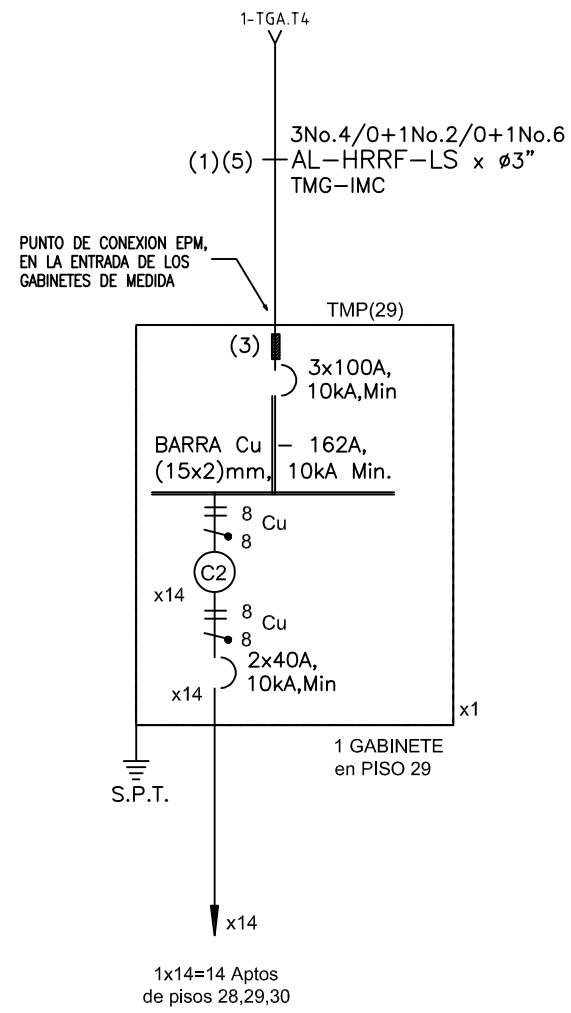 1-TGA.T4
3No.4/0+1No.2/0+1No.6
(1)(5)
AL-HRRF-LS x ø3"
TMG-IMC
PUNTO DE CONEXION EPM,
EN LA ENTRADA DE LOS
GABINETES DE MEDIDA
TMP(29)
(3)
3x100A,
10kA,Min
BARRA Cu - 162A,
(15x2)mm, 10kA Min.
8
Cu
8
C2
x14
8
Cu
8
2x40A,
10kA,Min
x14
x1
1 GABINETE
en PISO 29
S.P.T.
x14
1x14=14 Aptos
de pisos 28,29,30